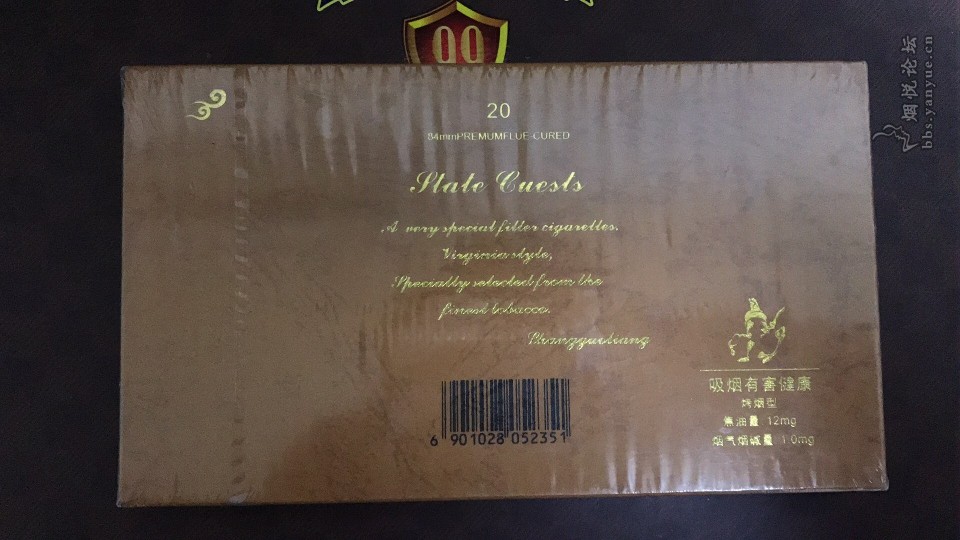 99
20
84mmPREMUMFLUE-CURED
State Cuests
A very special filter cigarettes.
Virginia style,
Specially selected from the
finest tobacco.
6 901028 052351
吸烟有害健康
烤烟型
焦油量 12mg
烟气烟碱量 1.0mg
烟悦论坛
bbs.yanyue.cn